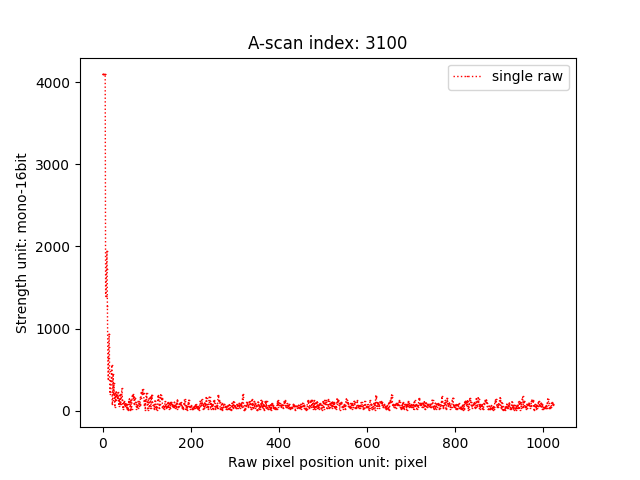 A-scan index: 3100
single raw
4000
3000
2000
1000
0
Strength unit: mono-16bit
0 200 400 600 800 1000
Raw pixel position unit: pixel